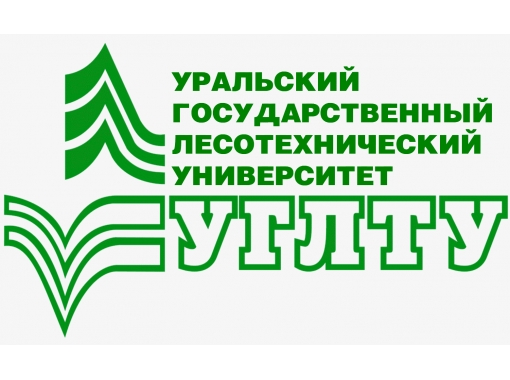 УРАЛЬСКИЙ
ГОСУДАРСТВЕННЫЙ
ЛЕСОТЕХНИЧЕСКИЙ
УНИВЕРСИТЕТ
УГЛТУ